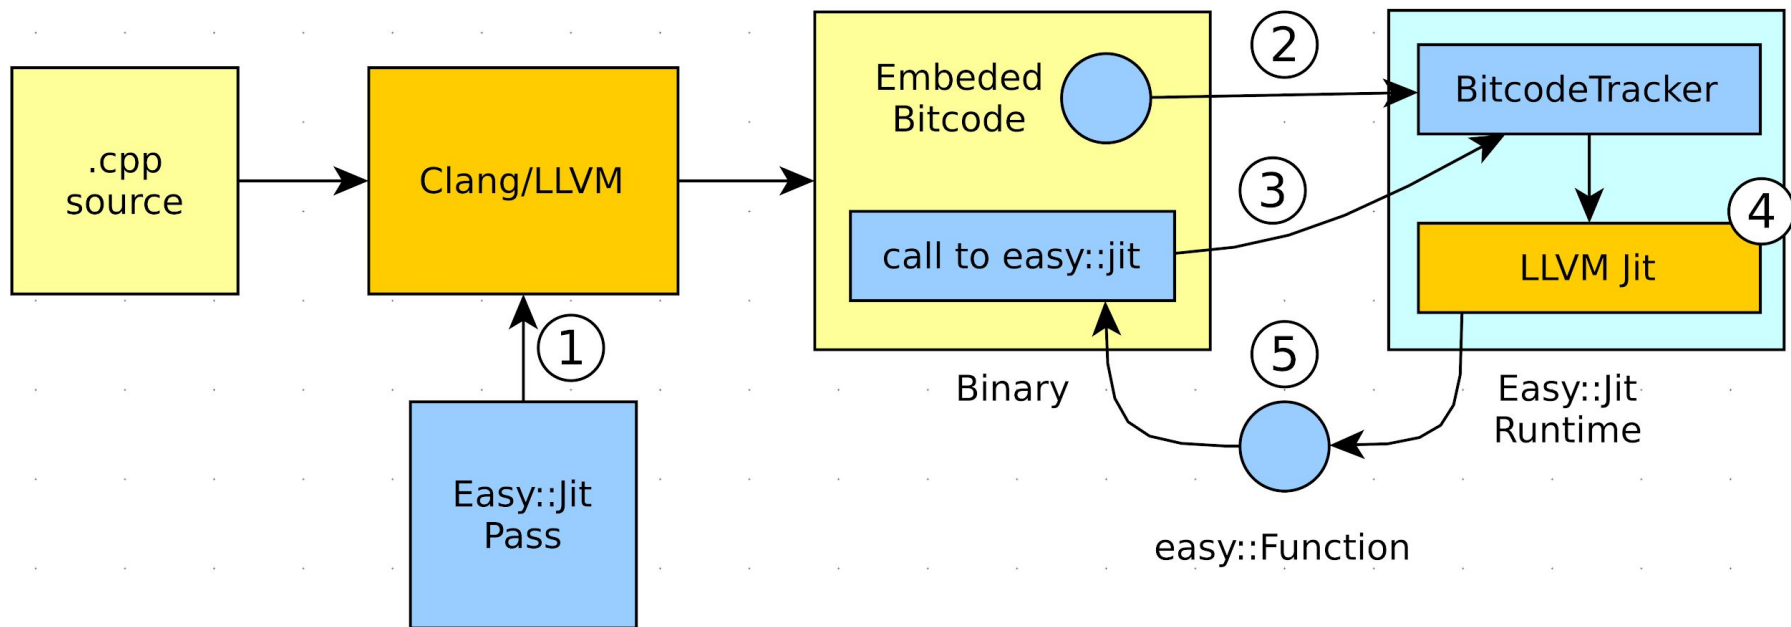 .cpp
source
Clang/LLVM
1
Easy::Jit
Pass
Embeded
Bitcode
call to easy::jit
Binary
2
3
BitcodeTracker
4
LLVM Jit
Easy::Jit
Runtime
5
easy::Function